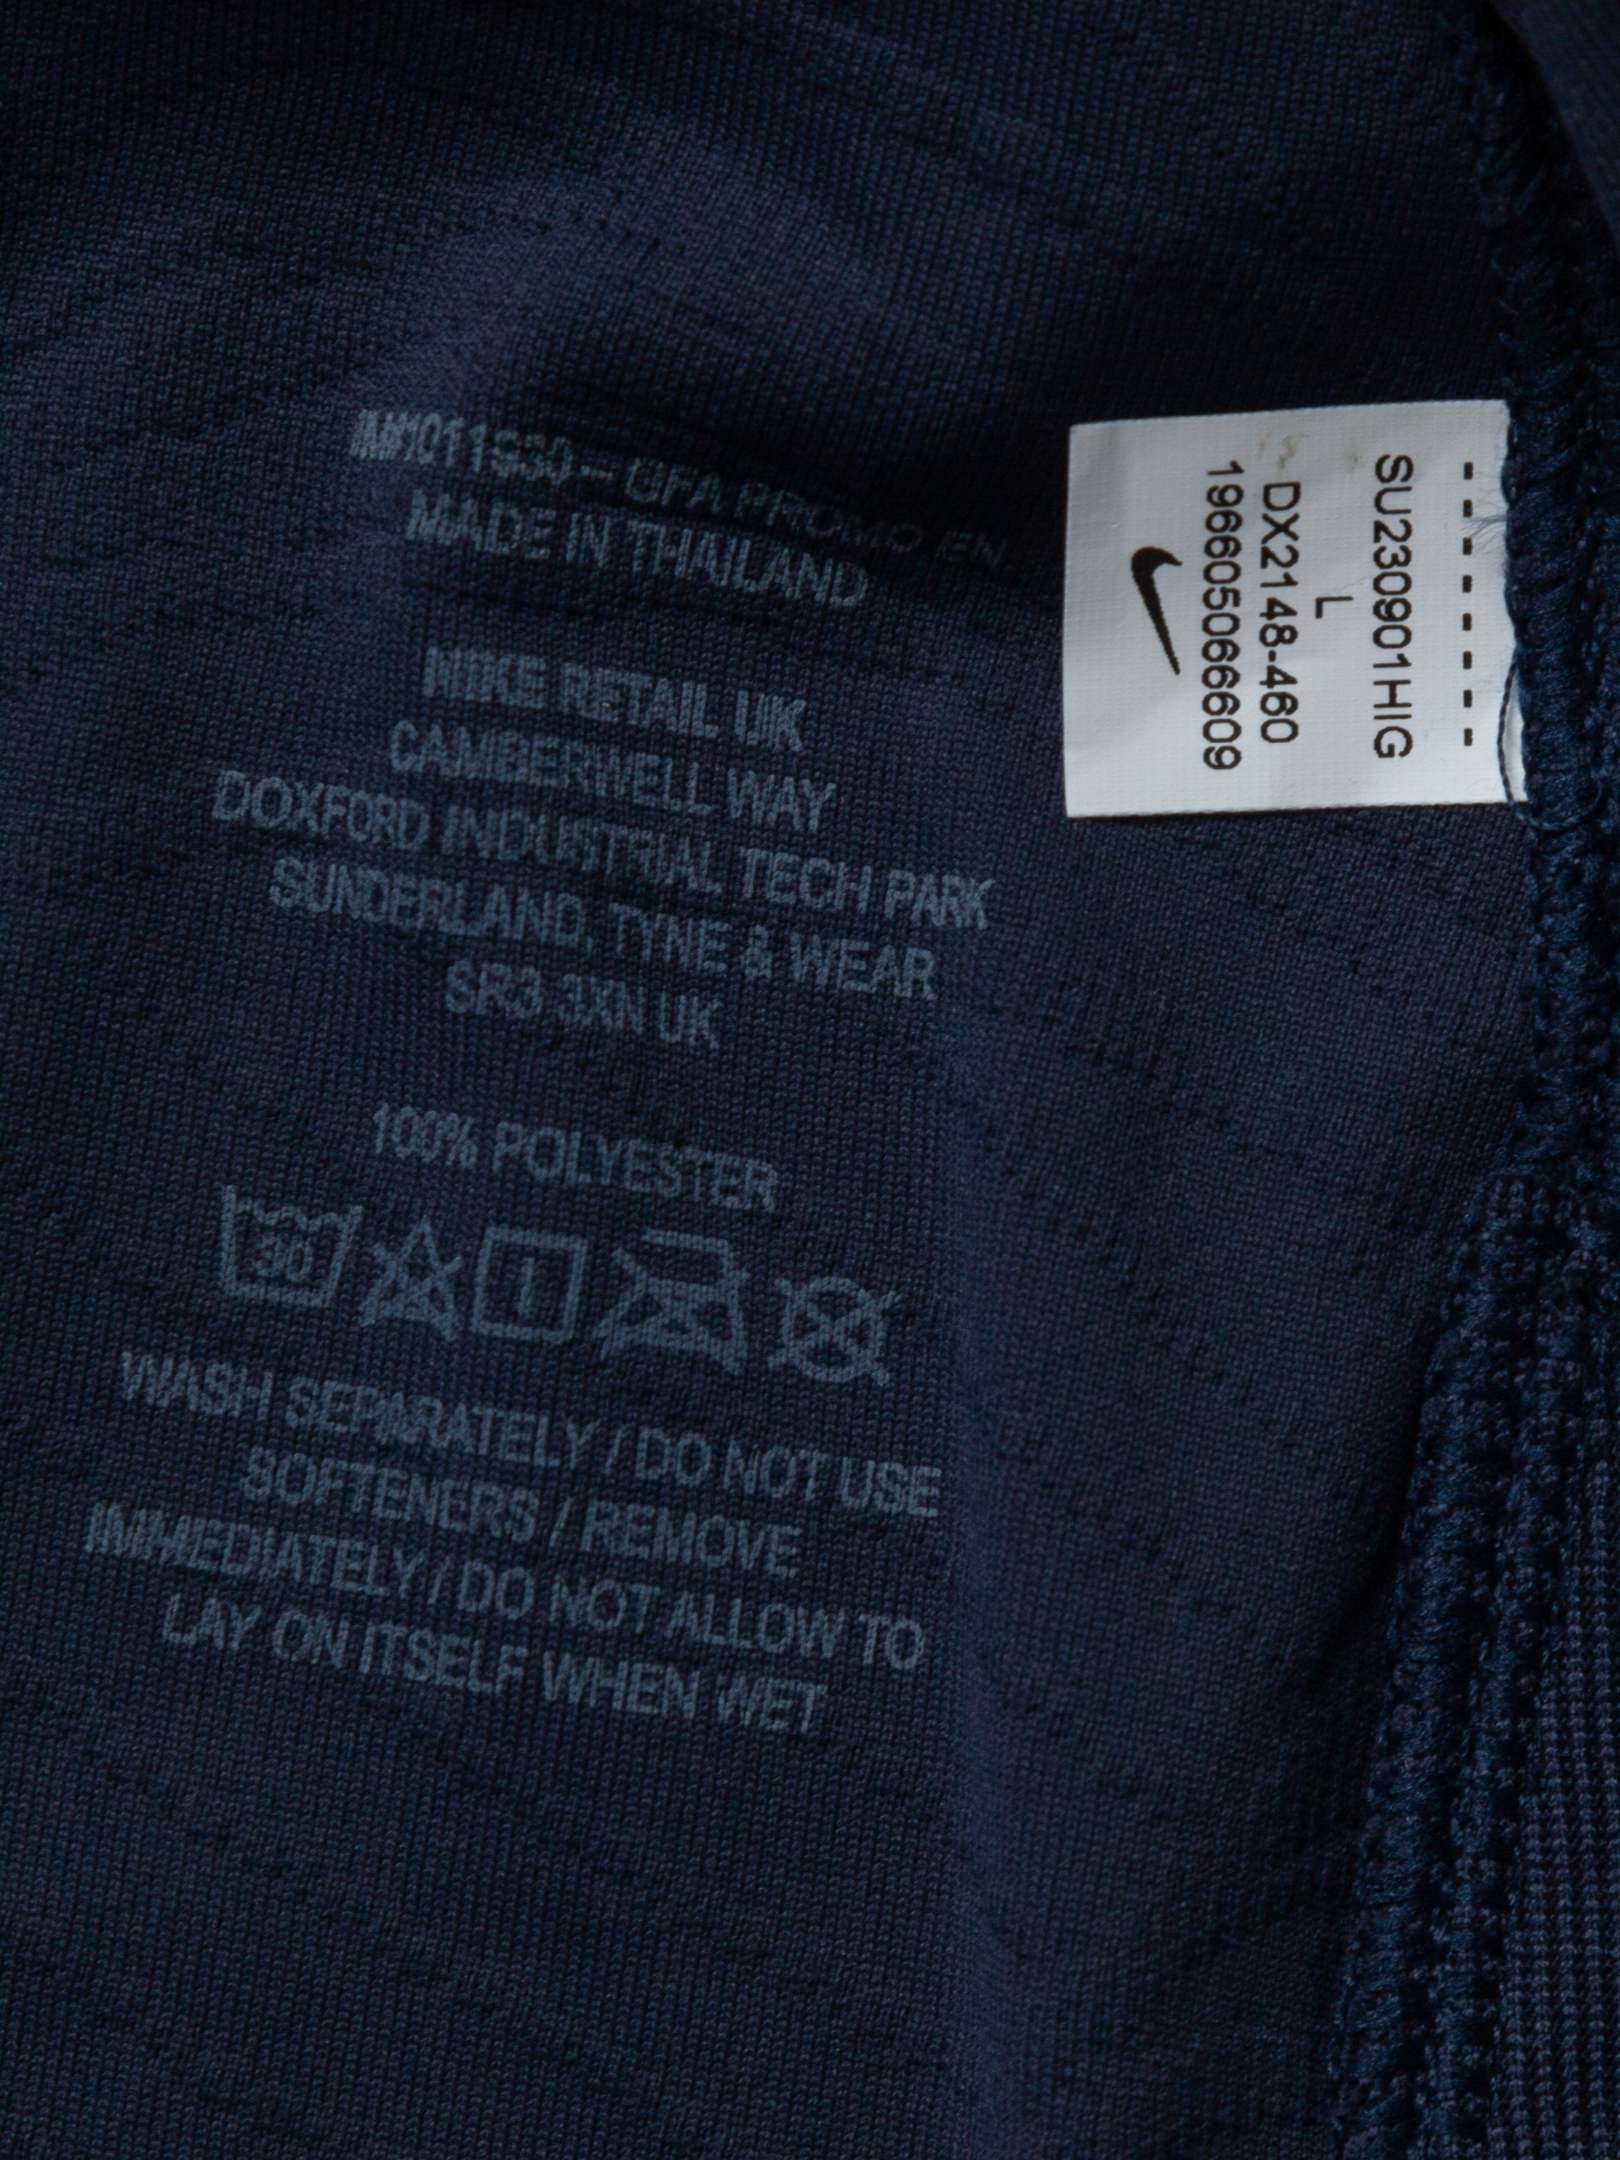 MADE IN THAILAND
NIKE RETAIL UK
CAMBERWELL WAY
DOXFORD INDUSTRIAL TECH PARK
SUNDERLAND, TYNE & WEAR
SR3 3XN UK
100% POLYESTER
30
WASH SEPARATELY / DO NOT USE
SOFTENERS / REMOVE
IMMEDIATELY / DO NOT ALLOW TO
LAY ON ITSELF WHEN WET
SU230901HIG
L
DX2148-460
196605066609